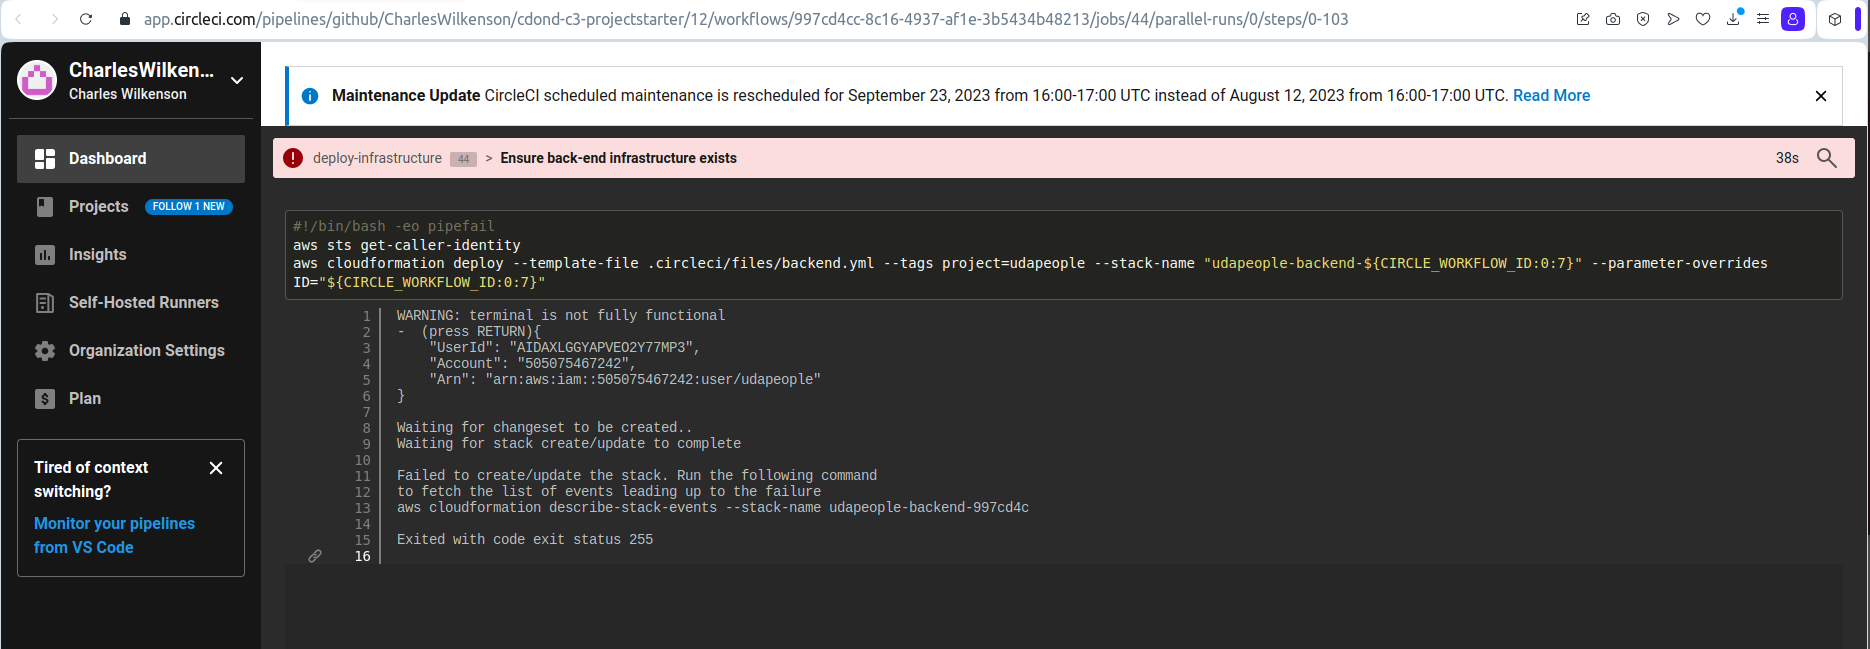 app.circleci.com/pipelines/github/CharlesWilkenson/cdond-c3-projectstarter/12/workflows/997cd4cc-8c16-4937-af1e-3b5434b48213/jobs/44/parallel-runs/0/steps/0-103
CharlesWilken...
Charles Wilkenson
Dashboard
Projects FOLLOW 1 NEW
Insights
Self-Hosted Runners
Organization Settings
Plan
Tired of context
switching?
Monitor your pipelines
from VS Code
Maintenance Update CircleCI scheduled maintenance is rescheduled for September 23, 2023 from 16:00-17:00 UTC instead of August 12, 2023 from 16:00-17:00 UTC. Read More
deploy-infrastructure 44 > Ensure back-end infrastructure exists 38s
#!/bin/bash -eo pipefail
aws sts get-caller-identity
aws cloudformation deploy --template-file .circleci/files/backend.yml --tags project=udapeople --stack-name "udapeople-backend-${CIRCLE_WORKFLOW_ID:0:7}" --parameter-overrides
ID="${CIRCLE_WORKFLOW_ID:0:7}"
1 WARNING: terminal is not fully functional
2 - (press RETURN){
3 "UserId": "AIDAXLGGYAPVEO2Y77MP3",
4 "Account": "505075467242",
5 "Arn": "arn:aws:iam::505075467242:user/udapeople"
6 }
7
8 Waiting for changeset to be created..
9 Waiting for stack create/update to complete
10
11 Failed to create/update the stack. Run the following command
12 to fetch the list of events leading up to the failure
13 aws cloudformation describe-stack-events --stack-name udapeople-backend-997cd4c
14
15 Exited with code exit status 255
16